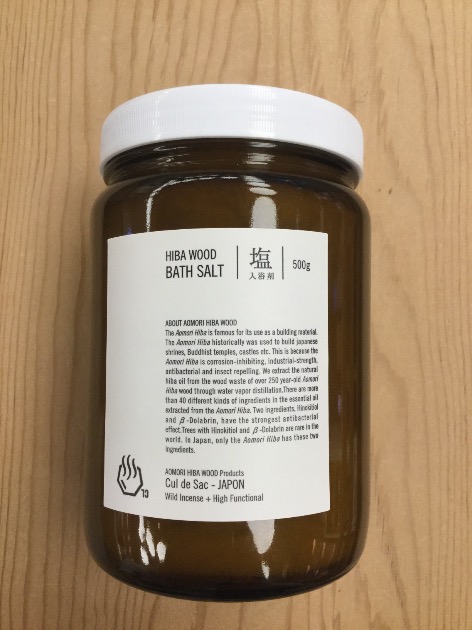 HIBA WOOD
BATH SALT
塩
入浴剤
500g
ABOUT AOMORI HIBA WOOD
The Aomori Hiba is famous for its use as a building material.
The Aomori Hiba historically was used to build japanese
shrines, Buddhist temples, castles etc. This is because the
Aomori Hiba is corrosion-inhibiting, industrial-strength,
antibacterial and insect repelling. We extract the natural
hiba oil from the wood waste of over 250 year-old Aomori
Hiba wood through water vapor distillation.There are more
than 40 different kinds of ingredients in the essential oil
extracted from the Aomori Hiba. Two ingredients, Hinokitiol
and β-Dolabrin, have the strongest antibacterial
effect.Trees with Hinokitiol and β-Dolabrin are rare in the
world. In Japan, only the Aomori Hiba has these two
ingredients.
AOMORI HIBA WOOD Products
Cul de Sac - JAPON
Wild Incense + High Functional